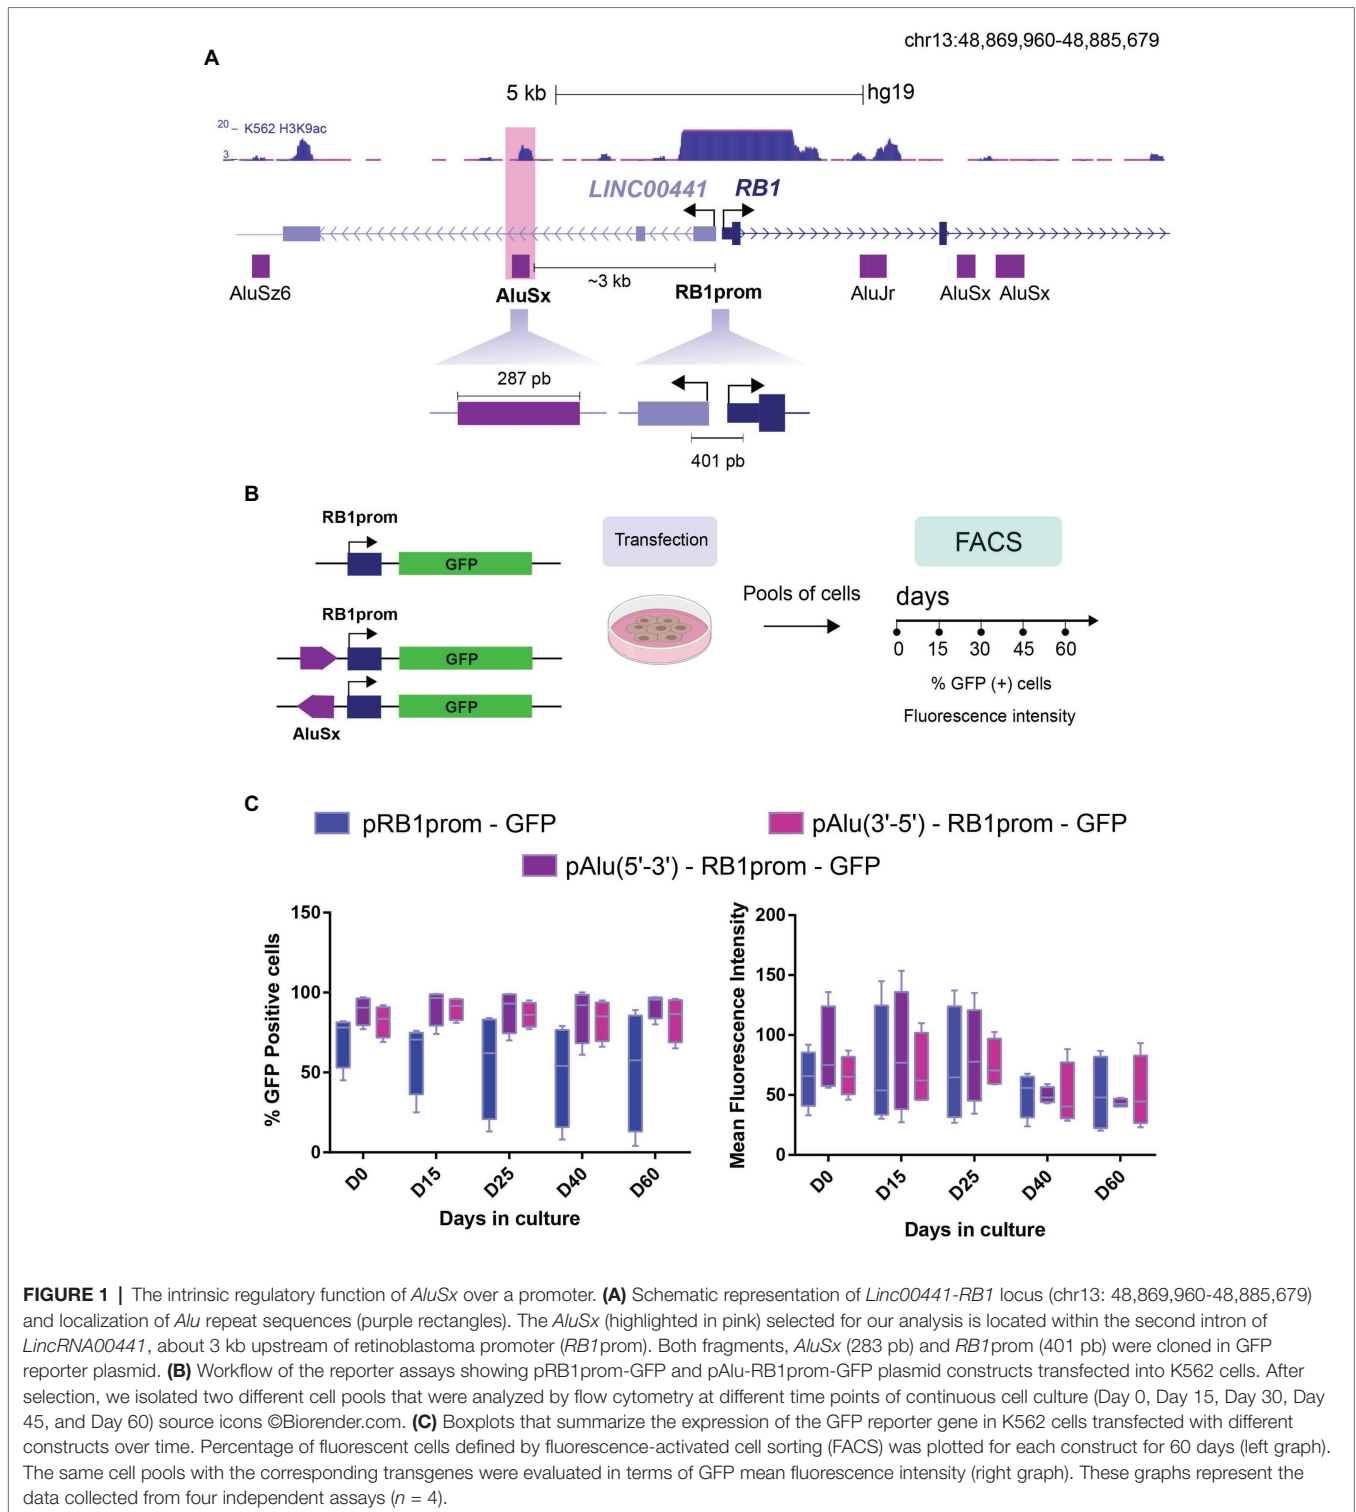 chr13:48,869,960-48,885,679
A
5 kb
hg19
20
K562 H3K9ac
3
LINC00441
RB1
~3 kb
AluSz6
AluSx
RB1prom
AluJr
AluSx
AluSx
287 pb
401 pb
B
RB1prom
GFP
RB1prom
GFP
GFP
AluSx
Transfection
Pools of cells
FACS
days
0 15 30 45 60
% GFP (+) cells
Fluorescence intensity
C
pRB1prom - GFP
pAlu(3'-5') - RB1prom - GFP
pAlu(5'-3') - RB1prom - GFP
% GFP Positive cells
150
100
50
0
D0 D15 D25 D40 D60
Days in culture
Mean Fluorescence Intensity
200
150
100
50
0
D0 D15 D25 D40 D60
Days in culture
FIGURE 1 | The intrinsic regulatory function of AluSx over a promoter. (A) Schematic representation of Linc00441-RB1 locus (chr13: 48,869,960-48,885,679)
and localization of Alu repeat sequences (purple rectangles). The AluSx (highlighted in pink) selected for our analysis is located within the second intron of
LincRNA00441, about 3 kb upstream of retinoblastoma promoter (RB1prom). Both fragments, AluSx (283 pb) and RB1prom (401 pb) were cloned in GFP
reporter plasmid. (B) Workflow of the reporter assays showing pRB1prom-GFP and pAlu-RB1prom-GFP plasmid constructs transfected into K562 cells. After
selection, we isolated two different cell pools that were analyzed by flow cytometry at different time points of continuous cell culture (Day 0, Day 15, Day 30, Day
45, and Day 60) source icons ©Biorender.com. (C) Boxplots that summarize the expression of the GFP reporter gene in K562 cells transfected with different
constructs over time. Percentage of fluorescent cells defined by fluorescence-activated cell sorting (FACS) was plotted for each construct for 60 days (left graph).
The same cell pools with the corresponding transgenes were evaluated in terms of GFP mean fluorescence intensity (right graph). These graphs represent the
data collected from four independent assays (n = 4).